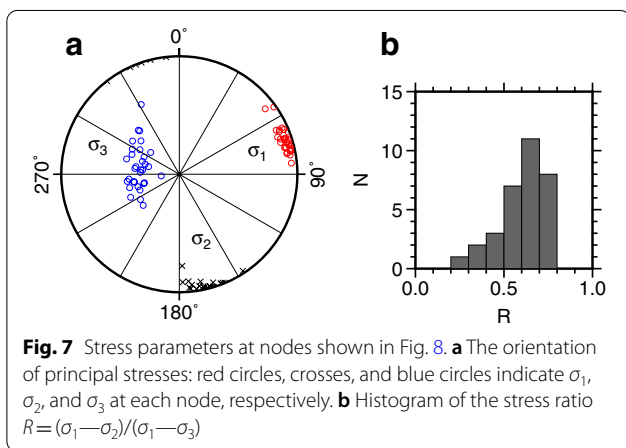 a
b
0°
σ3
σ1
270°
90°
σ2
180°
15
10
5
0
N
0.0 0.5 1.0
R
Fig. 7 Stress parameters at nodes shown in Fig. 8. a The orientation
of principal stresses: red circles, crosses, and blue circles indicate σ1,
σ2, and σ3 at each node, respectively. b Histogram of the stress ratio
R = (σ1—σ2)/(σ1—σ3)